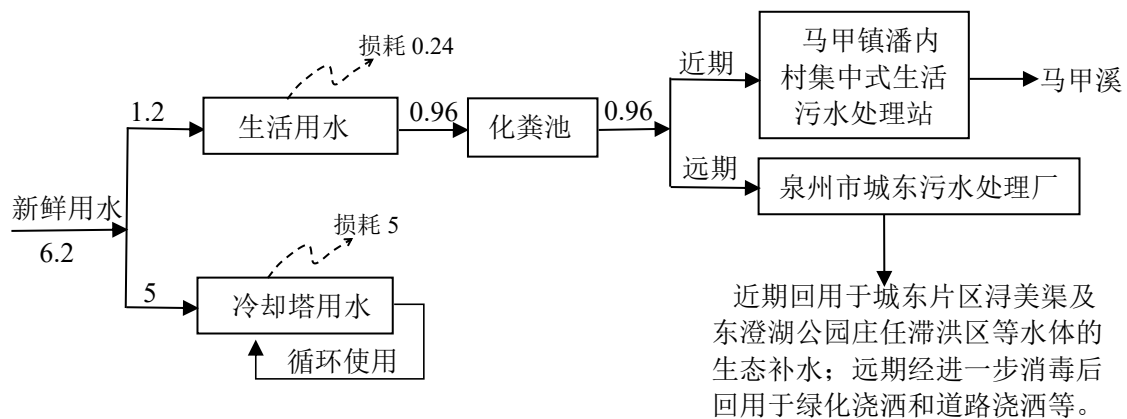 损耗 0.24
1.2
生活用水
0.96
化粪池
0.96
近期
马甲镇潘内
村集中式生活
污水处理站
马甲溪
远期
泉州市城东污水处理厂
新鲜用水
6.2
损耗 5
5
冷却塔用水
循环使用
近期回用于城东片区浔美渠及
东澄湖公园庄任滞洪区等水体的
生态补水；远期经进一步消毒后
回用于绿化浇洒和道路浇洒等。